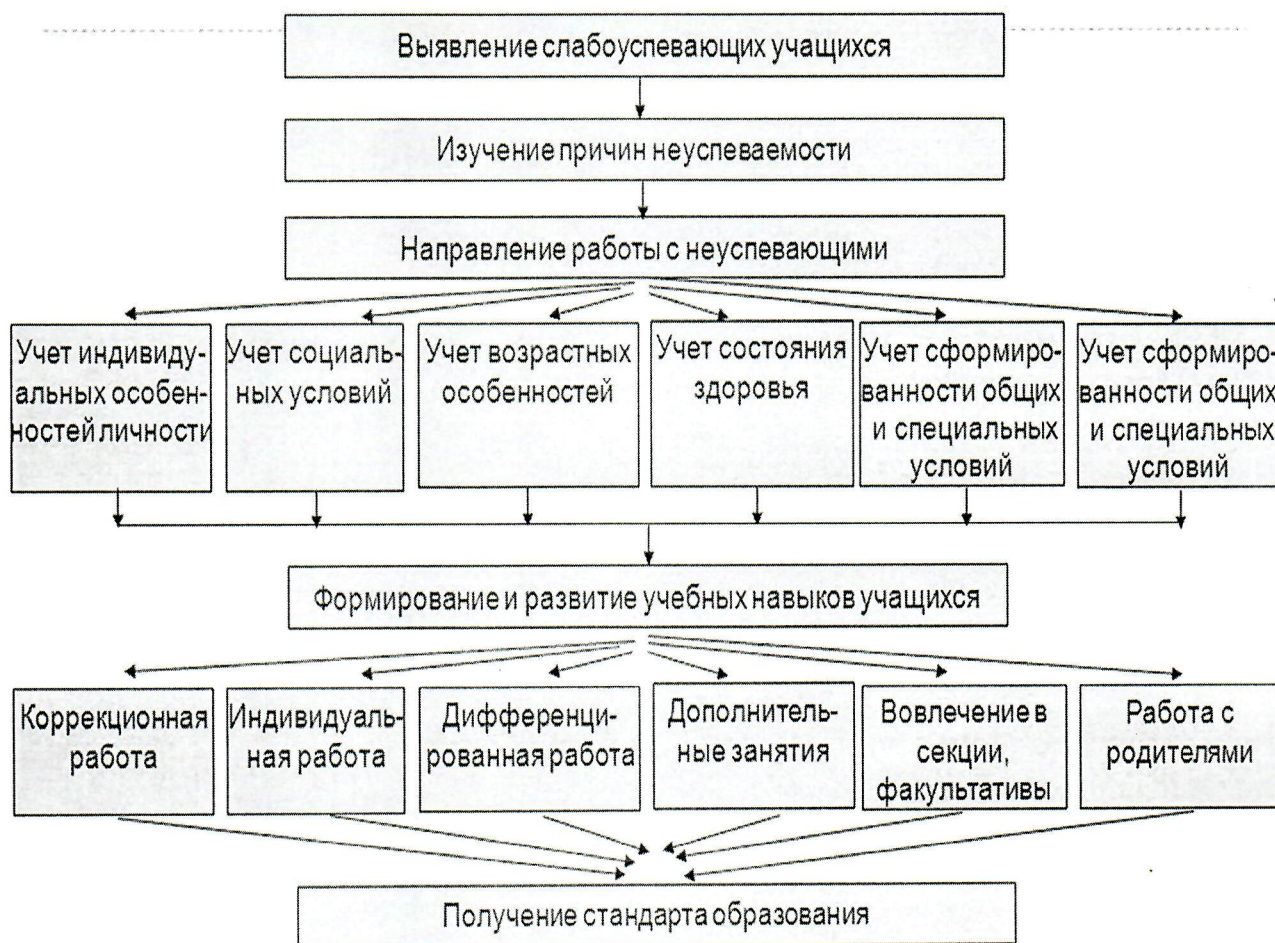 Выявление слабоуспевающих учащихся
Изучение причин неуспеваемости
Направление работы с неуспевающими
Учет индивиду-
альных особен-
ностей личности
Учет социаль-
ных условий
Учет возрастных
особенностей
Учет состояния
здоровья
Учет сформиро-
ванности общих
и специальных
условий
Учет сформиро-
ванности общих
и специальных
условий
Формирование и развитие учебных навыков учащихся
Коррекционная
работа
Индивидуаль-
ная работа
Дифференци-
рованная работа
Дополнитель-
ные занятия
Вовлечение в
секции,
факультативы
Работа с
родителями
Получение стандарта образования